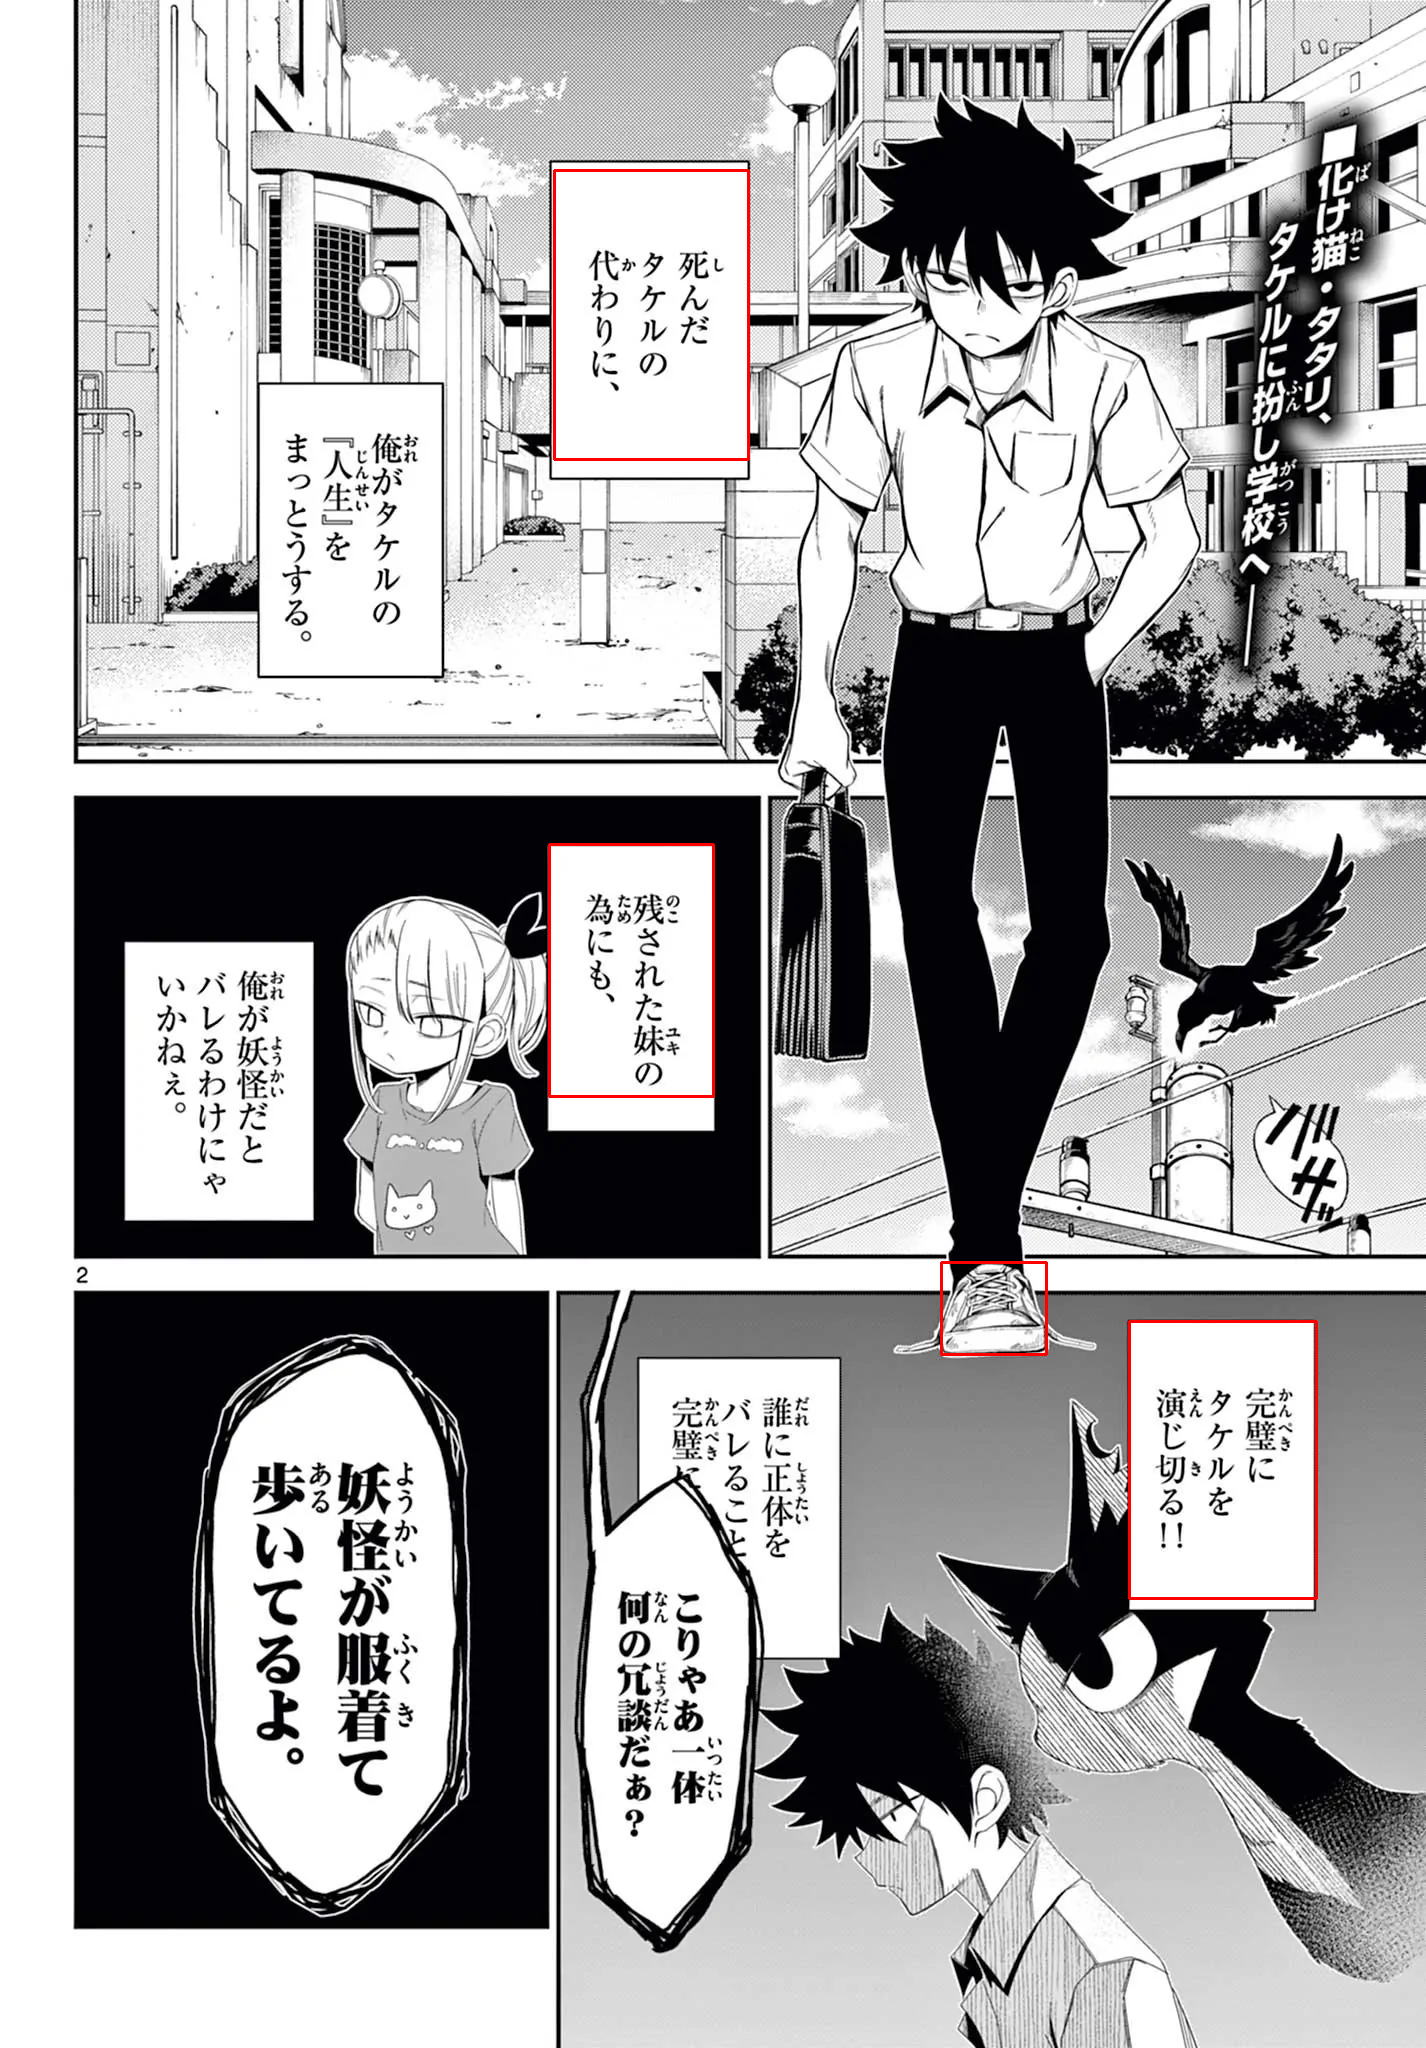 ■化け猫・タタリ、
タケルに扮し学校へ――
死んだ
タケルの
代わりに、
俺がタケルの
『人生』を
まっとうする。
バサ
バサ
残された妹の
為にも、
俺が妖怪だと
バレるわけにゃ
いかねぇ。
2
完璧に
タケルを
演じ切る!!
誰に正体を
バレること
完璧に
こりゃあ一体
何の冗談だぁ?
妖怪が服着て
歩いてるよ。